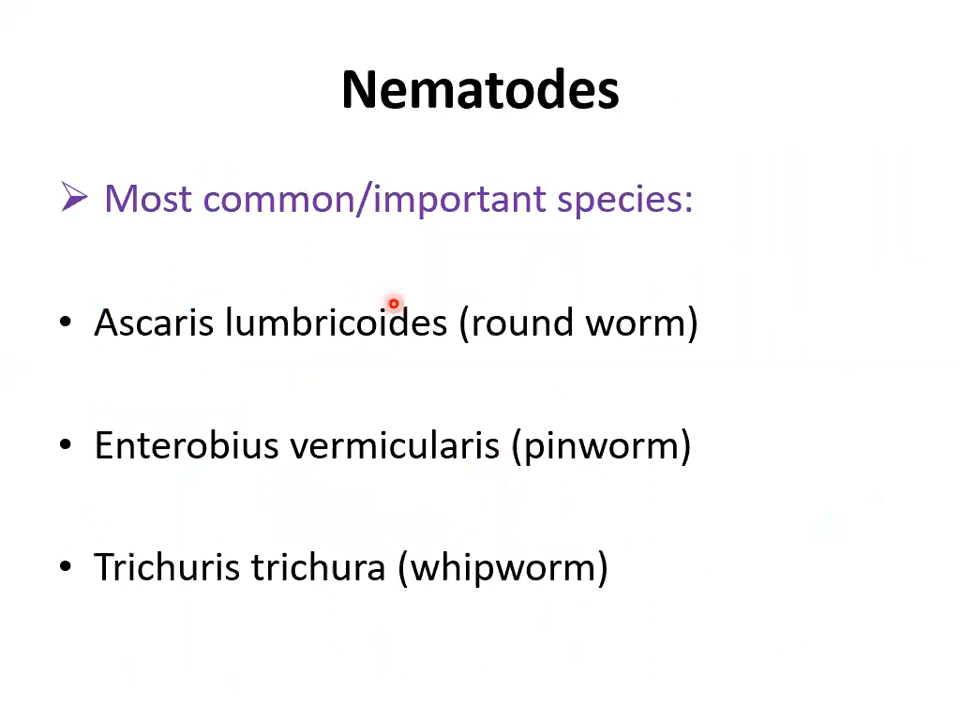 Nematodes
➢ Most common/important species:
• Ascaris lumbricoides (round worm)
• Enterobius vermicularis (pinworm)
• Trichuris trichura (whipworm)